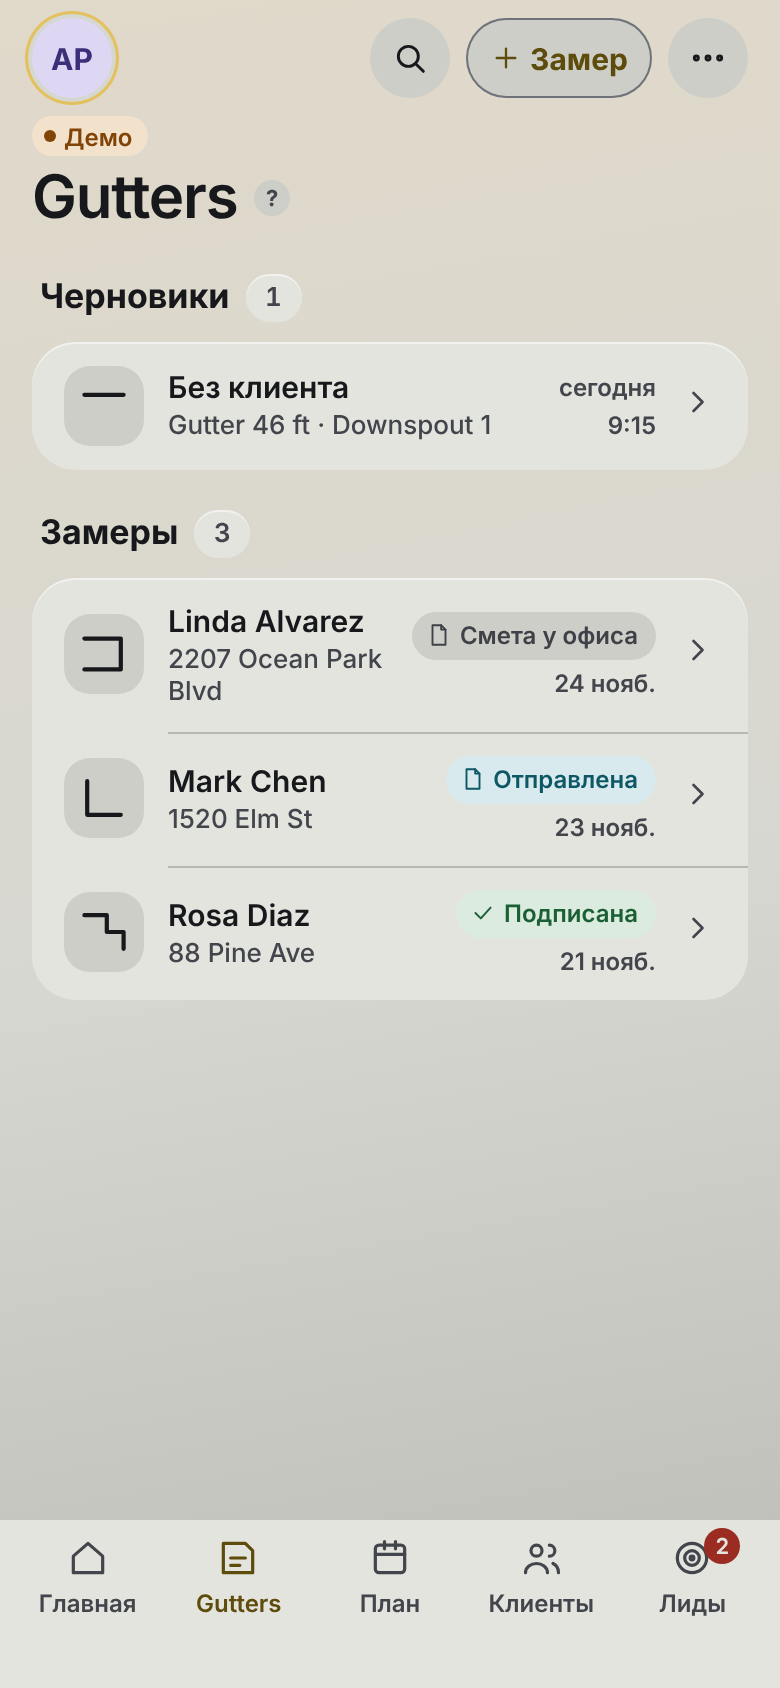 AP
+ Замер
Демо
Gutters ?
Черновики 1
Без клиента
сегодня
Gutter 46 ft · Downspout 1
9:15
Замеры 3
Linda Alvarez
2207 Ocean Park
Blvd
Смета у офиса
24 нояб.
Mark Chen
1520 Elm St
Отправлена
23 нояб.
Rosa Diaz
88 Pine Ave
Подписана
21 нояб.
2
Главная
Gutters
План
Клиенты
Лиды